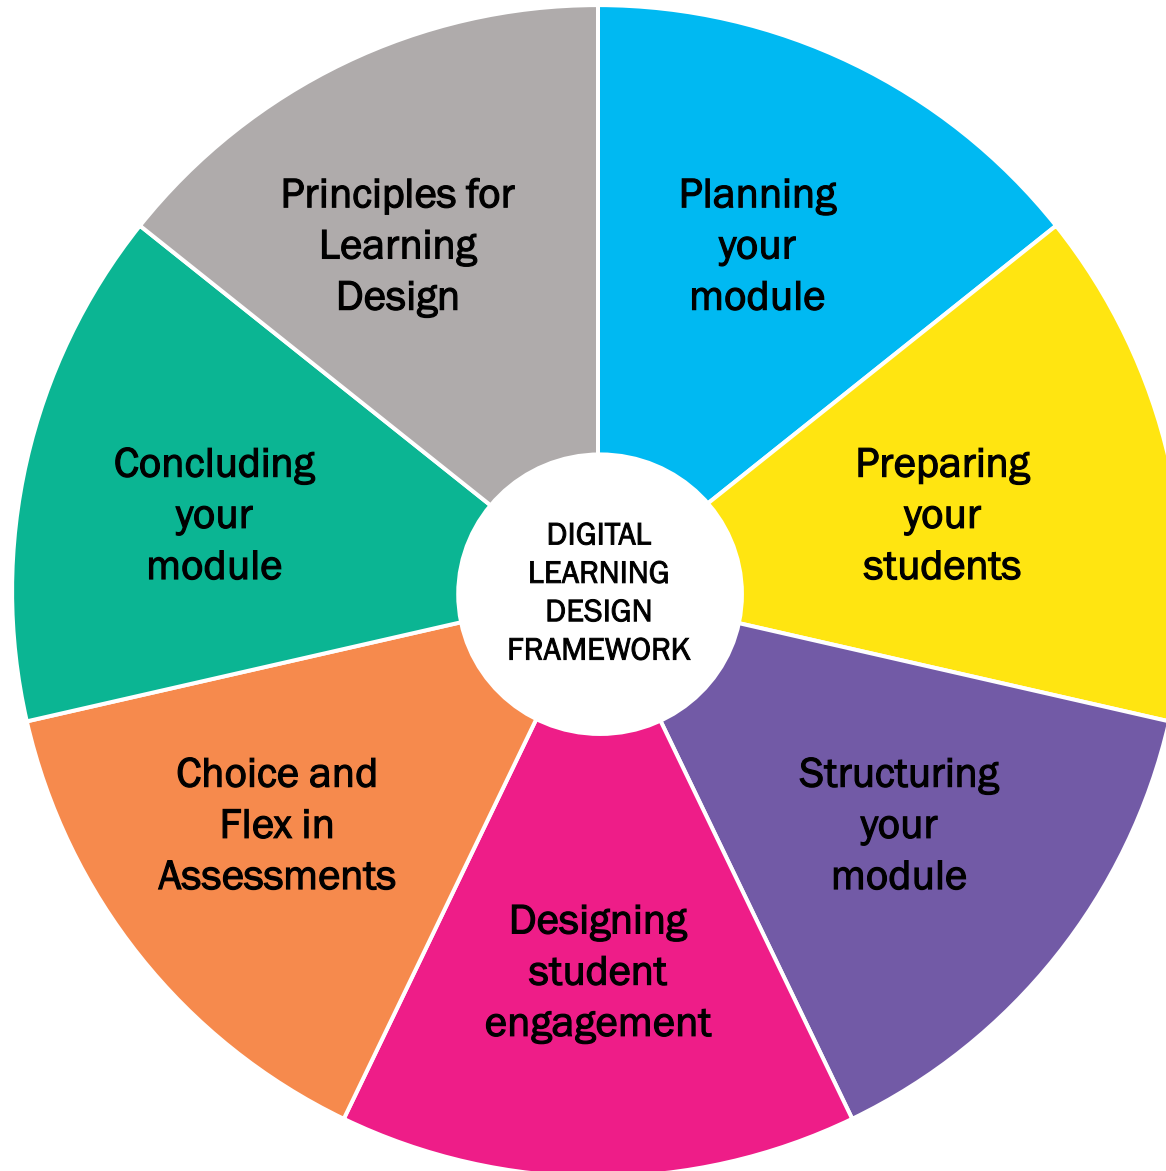 Principles for
Learning
Design
Planning
your
module
Preparing
your
students
Structuring
your
module
Designing
student
engagement
Choice and
Flex in
Assessments
Concluding
your
module
DIGITAL
LEARNING
DESIGN
FRAMEWORK